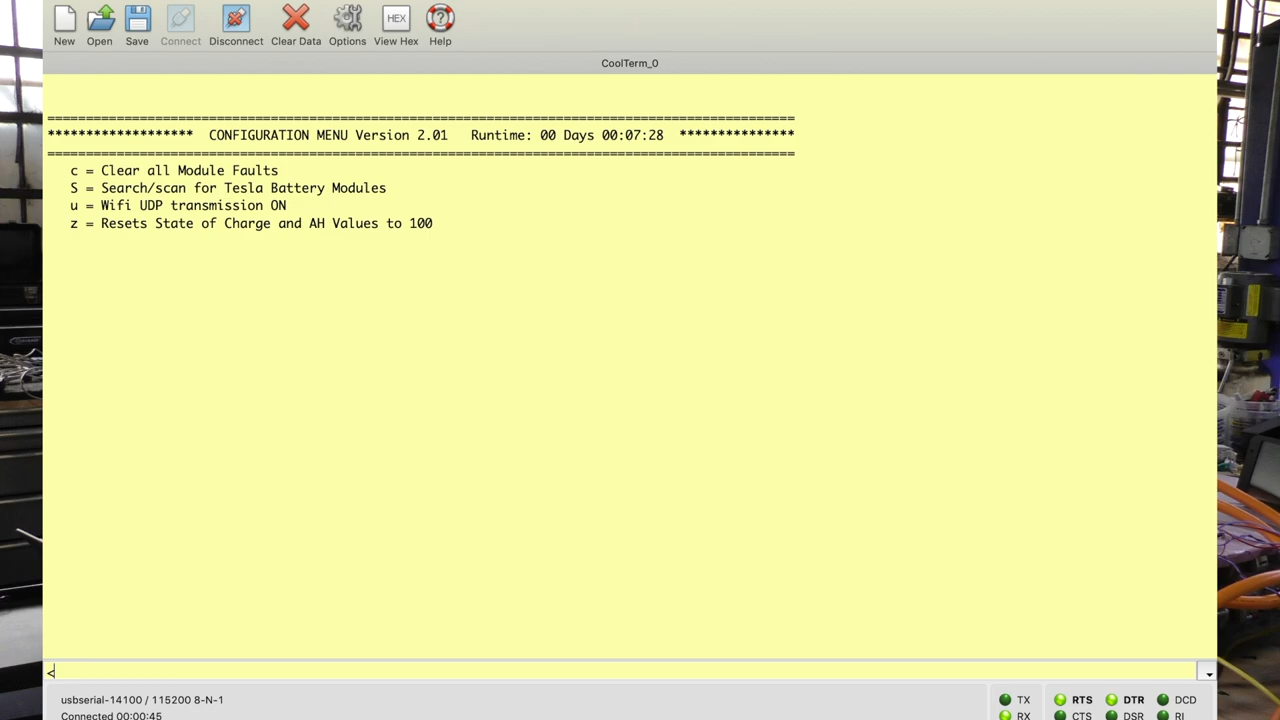 New Open Save Connect Disconnect Clear Data Options View Hex Help
HEX
CoolTerm_0
================================================================================
******************* CONFIGURATION MENU Version 2.01 Runtime: 00 Days 00:07:28 ***************
================================================================================
c = Clear all Module Faults
S = Search/scan for Tesla Battery Modules
u = Wifi UDP transmission ON
z = Resets State of Charge and AH Values to 100
<
usbserial-14100 / 115200 8-N-1
Connected 00:00:45
TX RTS DTR DCD
RX CTS DSR RI